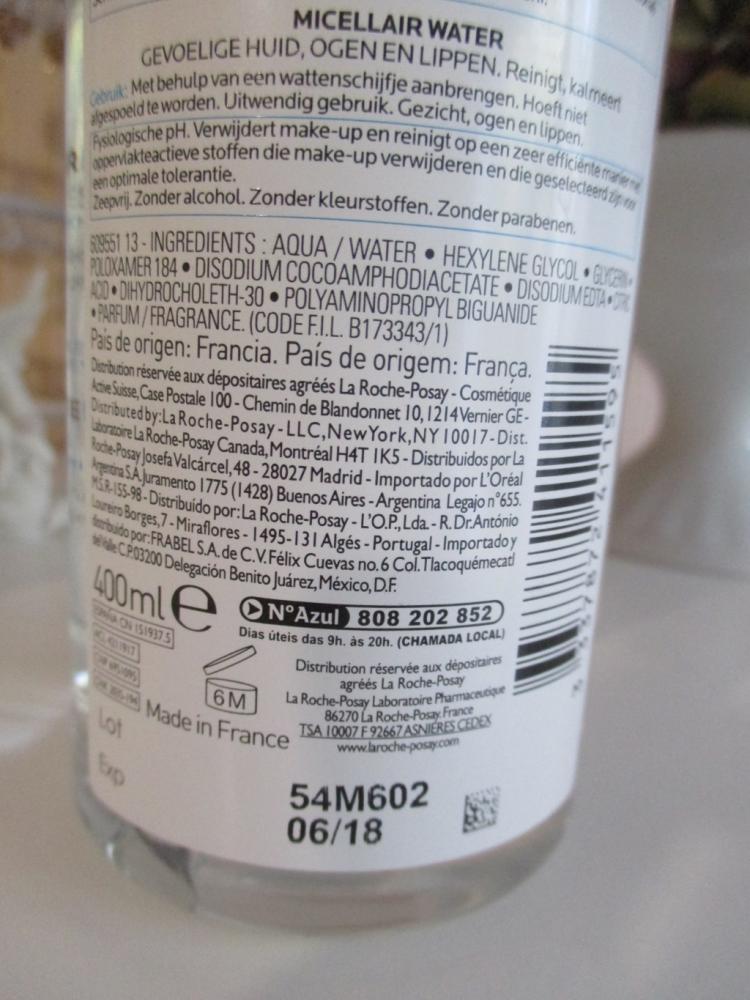 MICELLAIR WATER
GEVOELIGE HUID, OGEN EN LIPPEN. Reinigt, kalmeert
Gebruik: Met behulp van een wattenschijfje aanbrengen. Hoeft niet
afgespoeld te worden. Uitwendig gebruik. Gezicht, ogen en lippen.
Fysiologische pH. Verwijdert make-up en reinigt op een zeer efficiënte manier met
oppervlakteactieve stoffen die make-up verwijderen en die geselecteerd zijn voor
een optimale tolerantie.
Zeepvrij. Zonder alcohol. Zonder kleurstoffen. Zonder parabenen.
609551 13 - INGREDIENTS : AQUA / WATER • HEXYLENE GLYCOL • GLYCERIN •
POLOXAMER 184 • DISODIUM COCOAMPHODIACETATE • DISODIUM EDTA • CITRIC
ACID • DIHYDROCHOLETH-30 • POLYAMINOPROPYL BIGUANIDE
• PARFUM / FRAGRANCE. (CODE F.I.L. B173343/1)
País de origen: Francia. País de origem: França.
Distribution réservée aux dépositaires agréés La Roche-Posay - Cosmétique
Active Suisse, Case Postale 100 - Chemin de Blandonnet 10, 1214 Vernier GE -
Distributed by: La Roche-Posay - LLC, New York, NY 10017 - Dist.
Laboratoire La Roche-Posay Canada, Montréal H4T 1K5 - Distribuidos por La
Roche-Posay Josefa Valcárcel, 48 - 28027 Madrid - Importado por L'Oréal
Argentina S.A. Juramento 1775 (1428) Buenos Aires - Argentina Legajo n°655.
M.S.R.-155-98 - Distribuído por: La Roche-Posay - L'O.P., Lda. - R. Dr. António
Loureiro Borges, 7 - Miraflores - 1495-131 Algés - Portugal - Importado y
distribuido por: FRABEL S.A. de C.V. Félix Cuevas no. 6 Col. Tlacoquémecatl
del Valle C.P. 03200 Delegación Benito Juárez, México, D.F.
400ml e
N°Azul 808 202 852
Dias úteis das 9h. às 20h. (CHAMADA LOCAL)
ESPAÑA CN 151937.5
6M
Distribution réservée aux dépositaires
agréés La Roche-Posay
La Roche-Posay Laboratoire Pharmaceutique
86270 La Roche-Posay. France
TSA 10007 F 92667 ASNIÈRES CEDEX
www.laroche-posay.com
Made in France
Lot
Exp
54M602
06/18